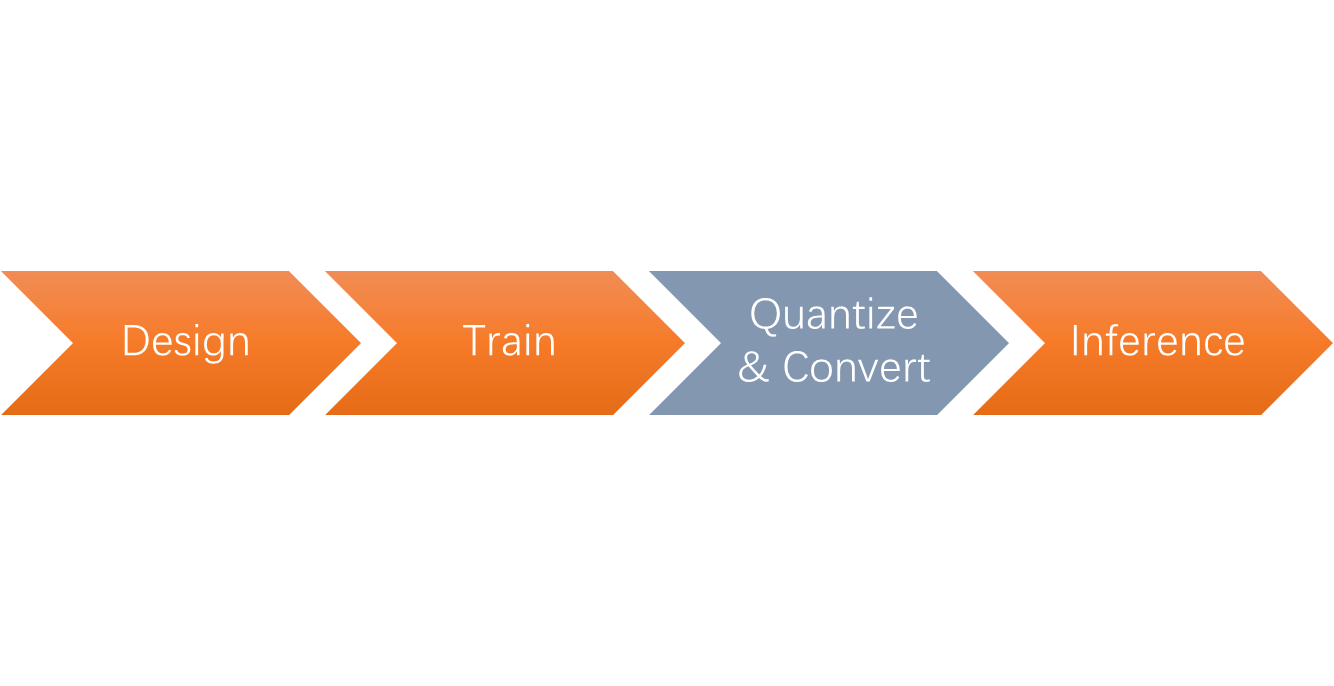 Design
Train
Quantize
& Convert
Inference